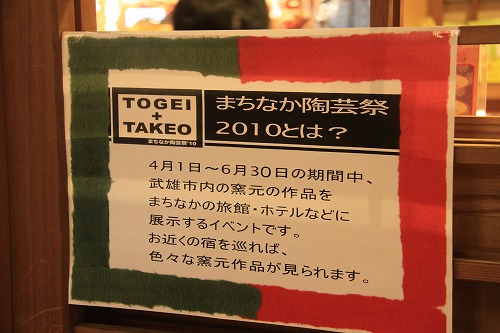 TOGEI
+
TAKEO
まちなか陶芸祭'10
まちなか陶芸祭
2010とは？
4月1日～6月30日の期間中、
武雄市内の窯元の作品を
まちなかの旅館・ホテルなどに
展示するイベントです。
お近くの宿を巡れば、
色々な窯元作品が見られます。